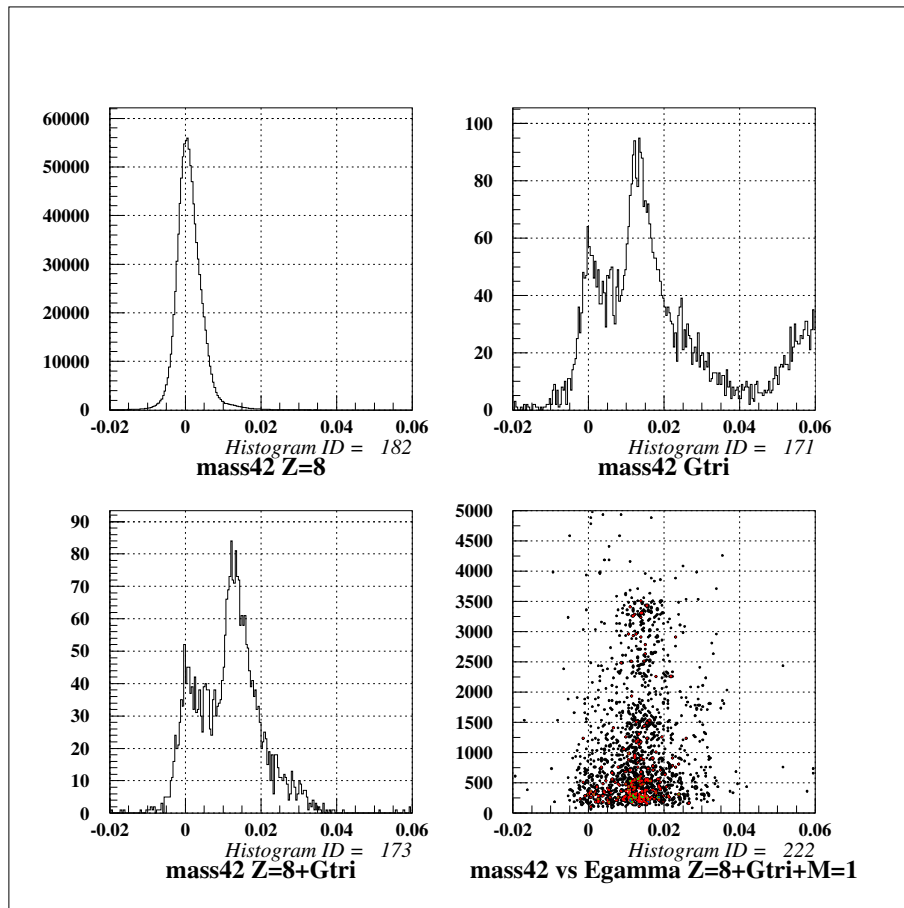 60000
50000
40000
30000
20000
10000
0
-0.02 0 0.02 0.04 0.06
Histogram ID = 182
mass42 Z=8
100
80
60
40
20
0
-0.02 0 0.02 0.04 0.06
Histogram ID = 171
mass42 Gtri
90
80
70
60
50
40
30
20
10
0
-0.02 0 0.02 0.04 0.06
Histogram ID = 173
mass42 Z=8+Gtri
5000
4500
4000
3500
3000
2500
2000
1500
1000
500
0
-0.02 0 0.02 0.04 0.06
Histogram ID = 222
mass42 vs Egamma Z=8+Gtri+M=1